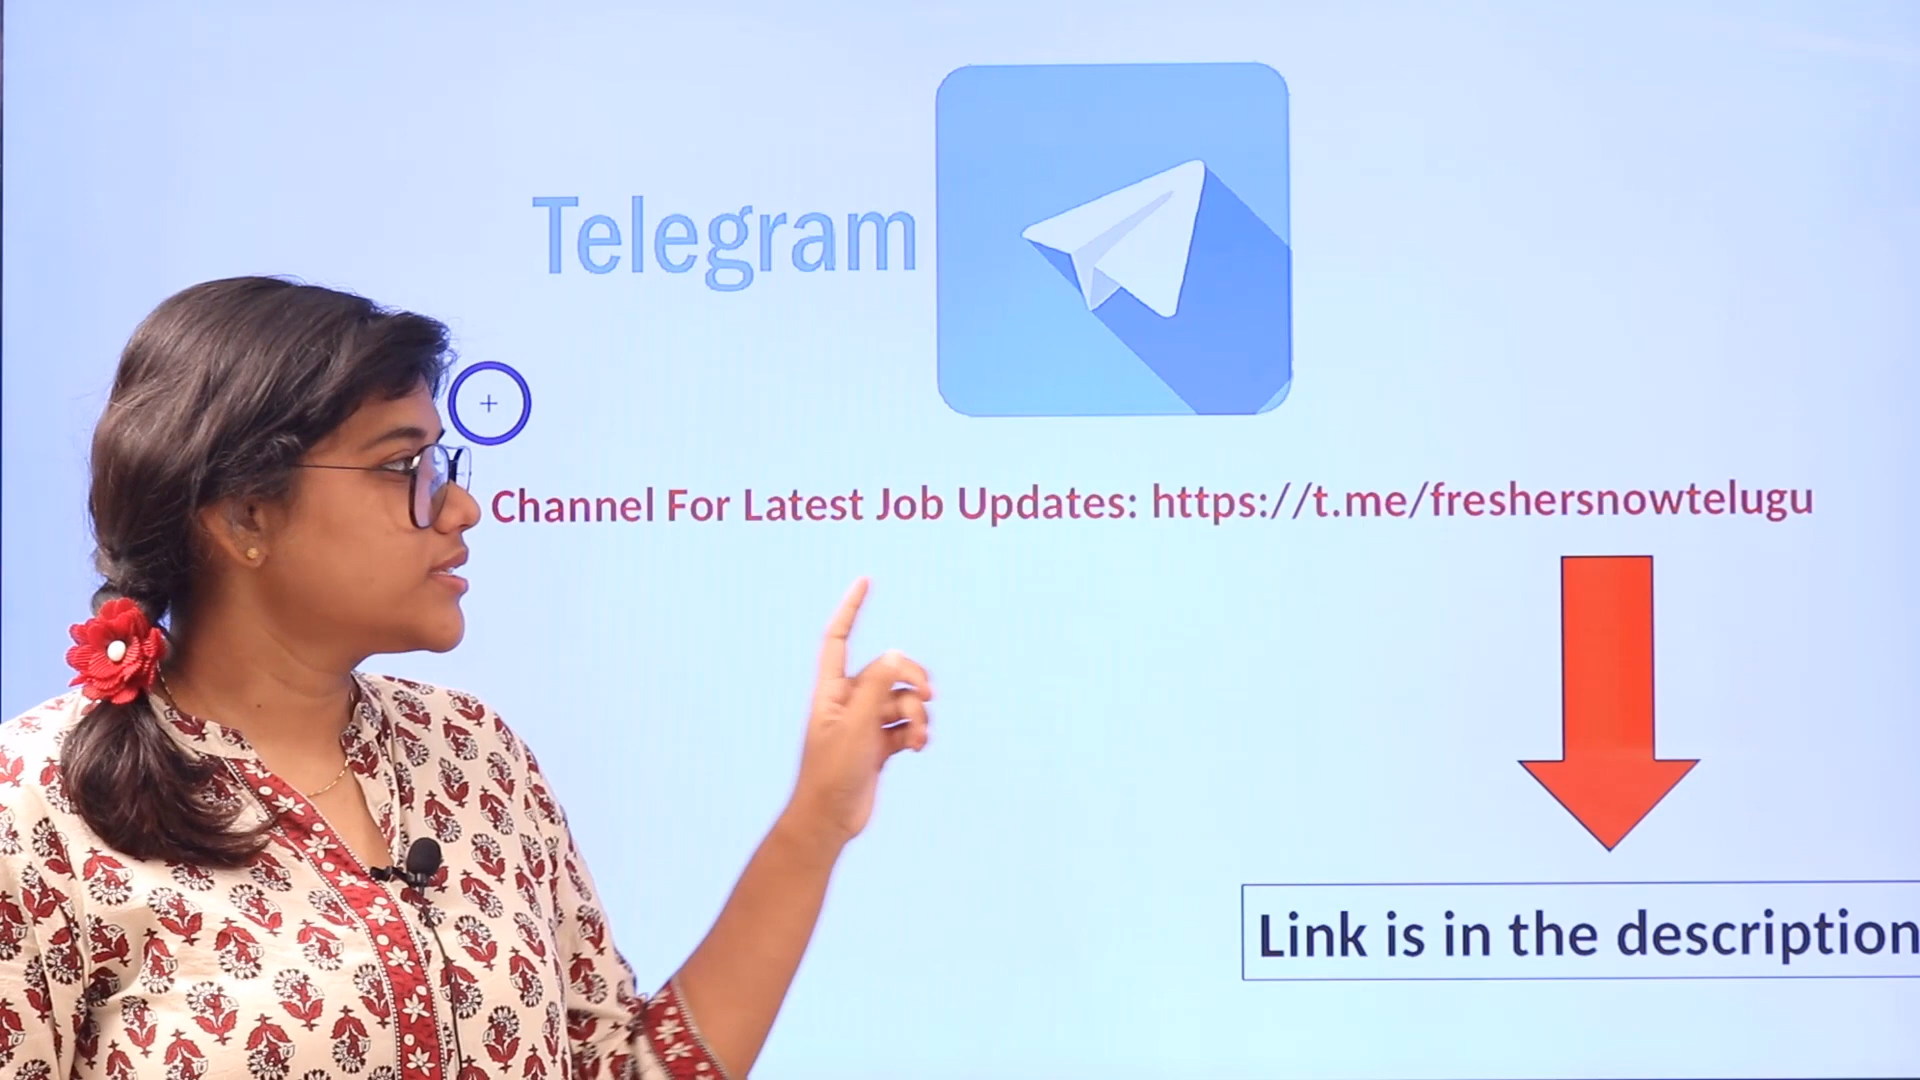 Telegram
Channel For Latest Job Updates: https://t.me/freshersnowtelugu
Link is in the description